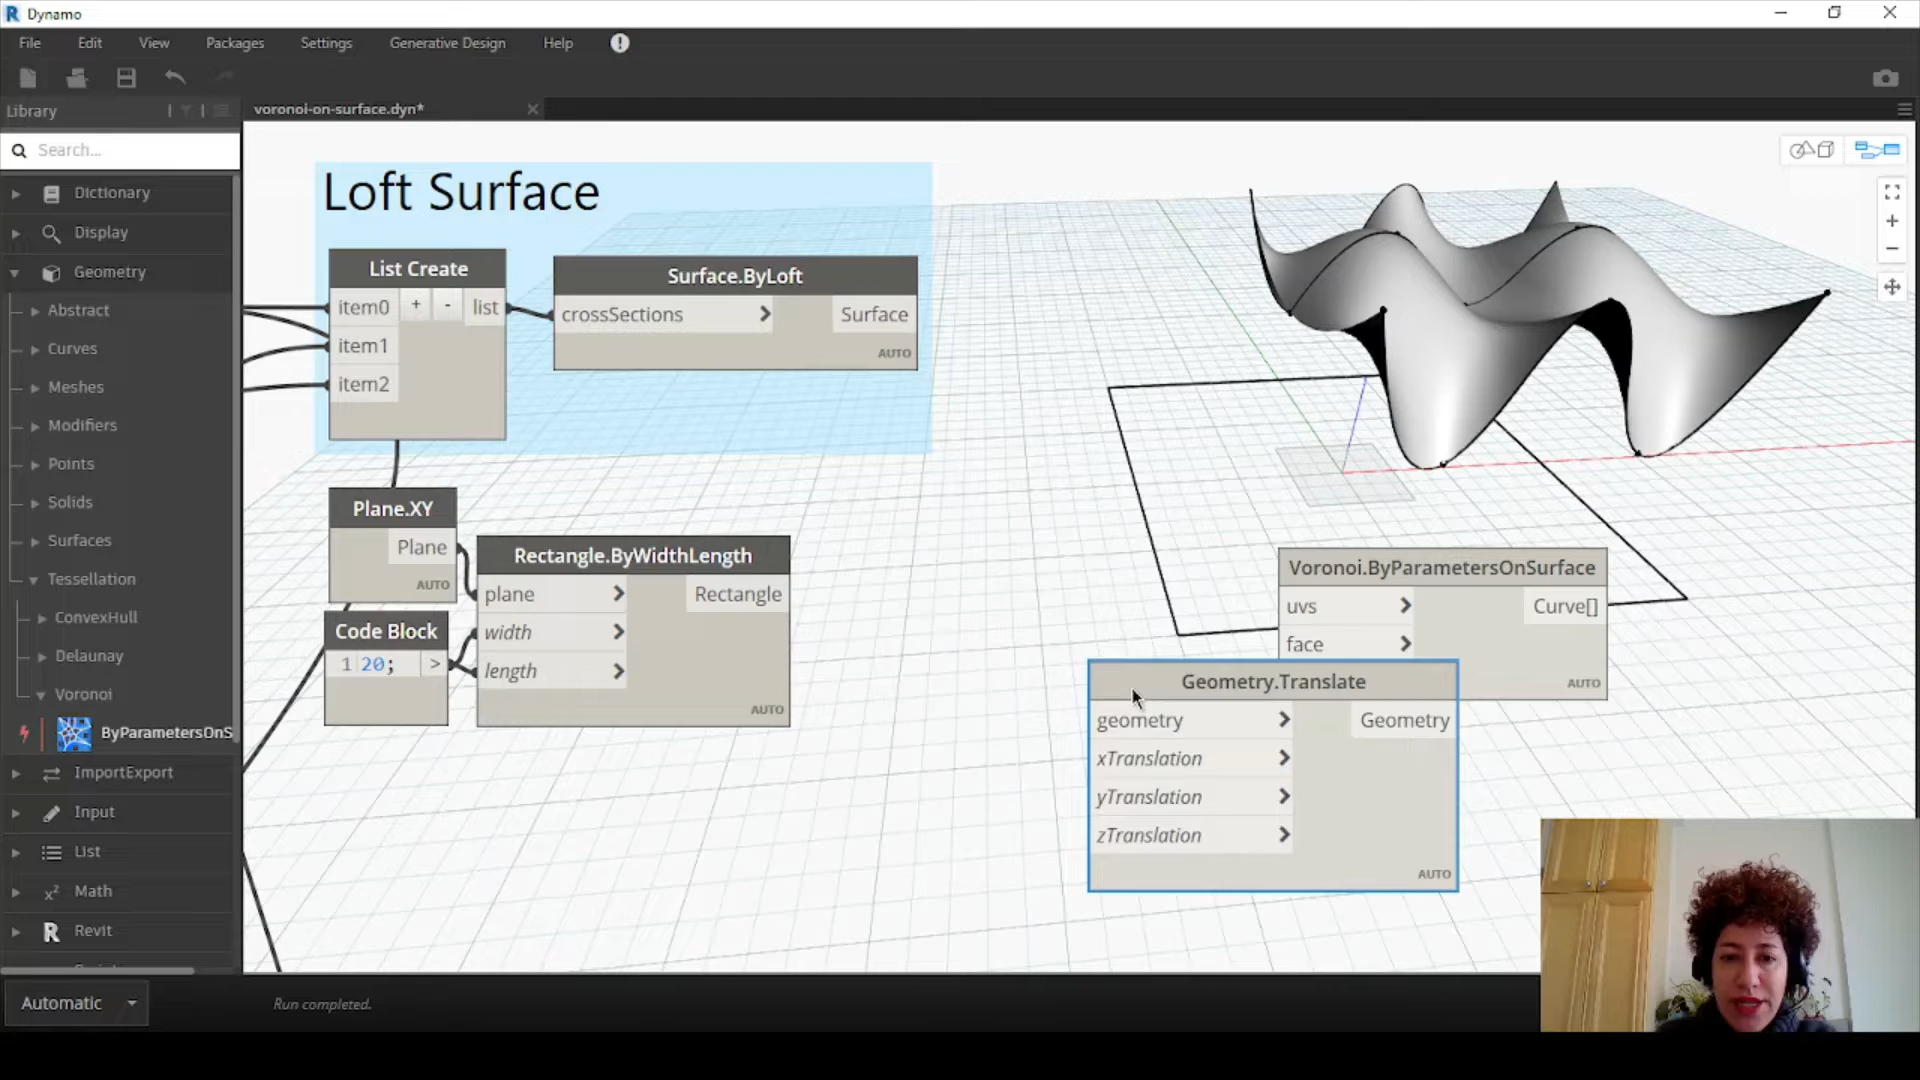 R Dynamo
File Edit View Packages Settings Generative Design Help
Library
voronoi-on-surface.dyn*
Search...
Dictionary
Display
Geometry
Abstract
Curves
Meshes
Modifiers
Points
Solids
Surfaces
Tessellation
ConvexHull
Delaunay
Voronoi
ByParametersOnS
ImportExport
Input
List
Math
R Revit
Loft Surface
List Create
item0 + - list
item1
item2
Surface.ByLoft
crossSections > Surface
AUTO
Plane.XY
Plane
AUTO
Code Block
1 20; >
Rectangle.ByWidthLength
plane > Rectangle
width >
length >
AUTO
Voronoi.ByParametersOnSurface
uvs > Curve[]
face >
AUTO
Geometry.Translate
geometry > Geometry
xTranslation >
yTranslation >
zTranslation >
AUTO
Automatic
Run completed.